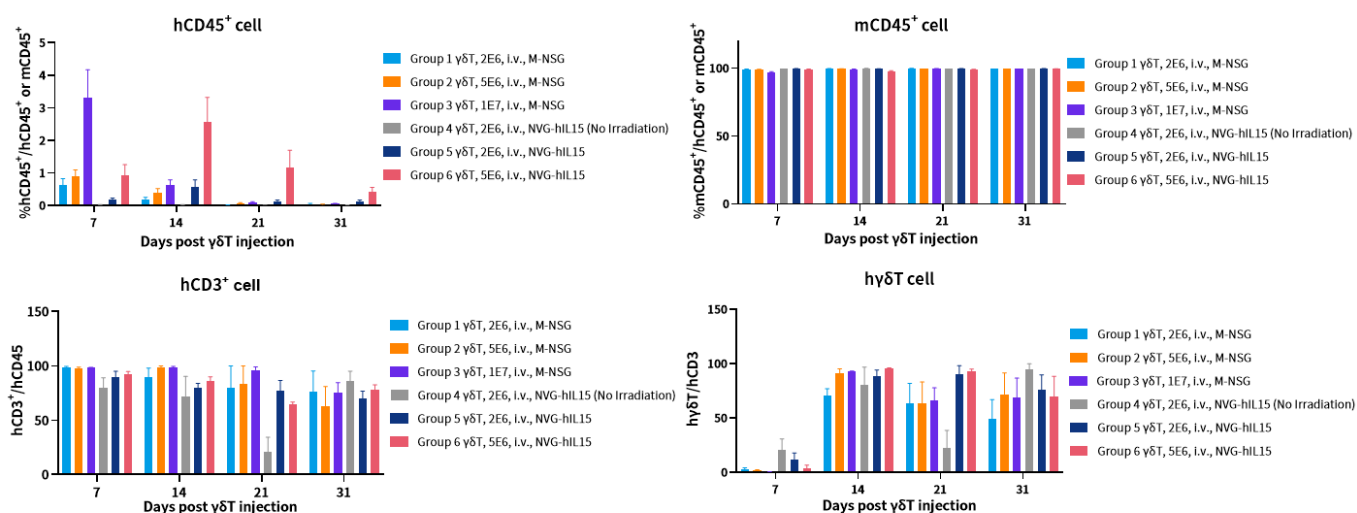 hCD45⁺ cell
%hCD45⁺/hCD45⁺ or mCD45⁺
5
4
3
2
1
0
7 14 21 31
Days post γδT injection
Group 1 γδT, 2E6, i.v., M-NSG
Group 2 γδT, 5E6, i.v., M-NSG
Group 3 γδT, 1E7, i.v., M-NSG
Group 4 γδT, 2E6, i.v., NVG-hIL15 (No Irradiation)
Group 5 γδT, 2E6, i.v., NVG-hIL15
Group 6 γδT, 5E6, i.v., NVG-hIL15
mCD45⁺ cell
%mCD45⁺/hCD45⁺ or mCD45⁺
100
50
0
7 14 21 31
Days post γδT injection
Group 1 γδT, 2E6, i.v., M-NSG
Group 2 γδT, 5E6, i.v., M-NSG
Group 3 γδT, 1E7, i.v., M-NSG
Group 4 γδT, 2E6, i.v., NVG-hIL15 (No Irradiation)
Group 5 γδT, 2E6, i.v., NVG-hIL15
Group 6 γδT, 5E6, i.v., NVG-hIL15
hCD3⁺ cell
hCD3⁺/hCD45
150
100
50
0
7 14 21 31
Days post γδT injection
Group 1 γδT, 2E6, i.v., M-NSG
Group 2 γδT, 5E6, i.v., M-NSG
Group 3 γδT, 1E7, i.v., M-NSG
Group 4 γδT, 2E6, i.v., NVG-hIL15 (No Irradiation)
Group 5 γδT, 2E6, i.v., NVG-hIL15
Group 6 γδT, 5E6, i.v., NVG-hIL15
hγδT cell
hγδT/hCD3
150
100
50
0
7 14 21 31
Days post γδT injection
Group 1 γδT, 2E6, i.v., M-NSG
Group 2 γδT, 5E6, i.v., M-NSG
Group 3 γδT, 1E7, i.v., M-NSG
Group 4 γδT, 2E6, i.v., NVG-hIL15 (No Irradiation)
Group 5 γδT, 2E6, i.v., NVG-hIL15
Group 6 γδT, 5E6, i.v., NVG-hIL15